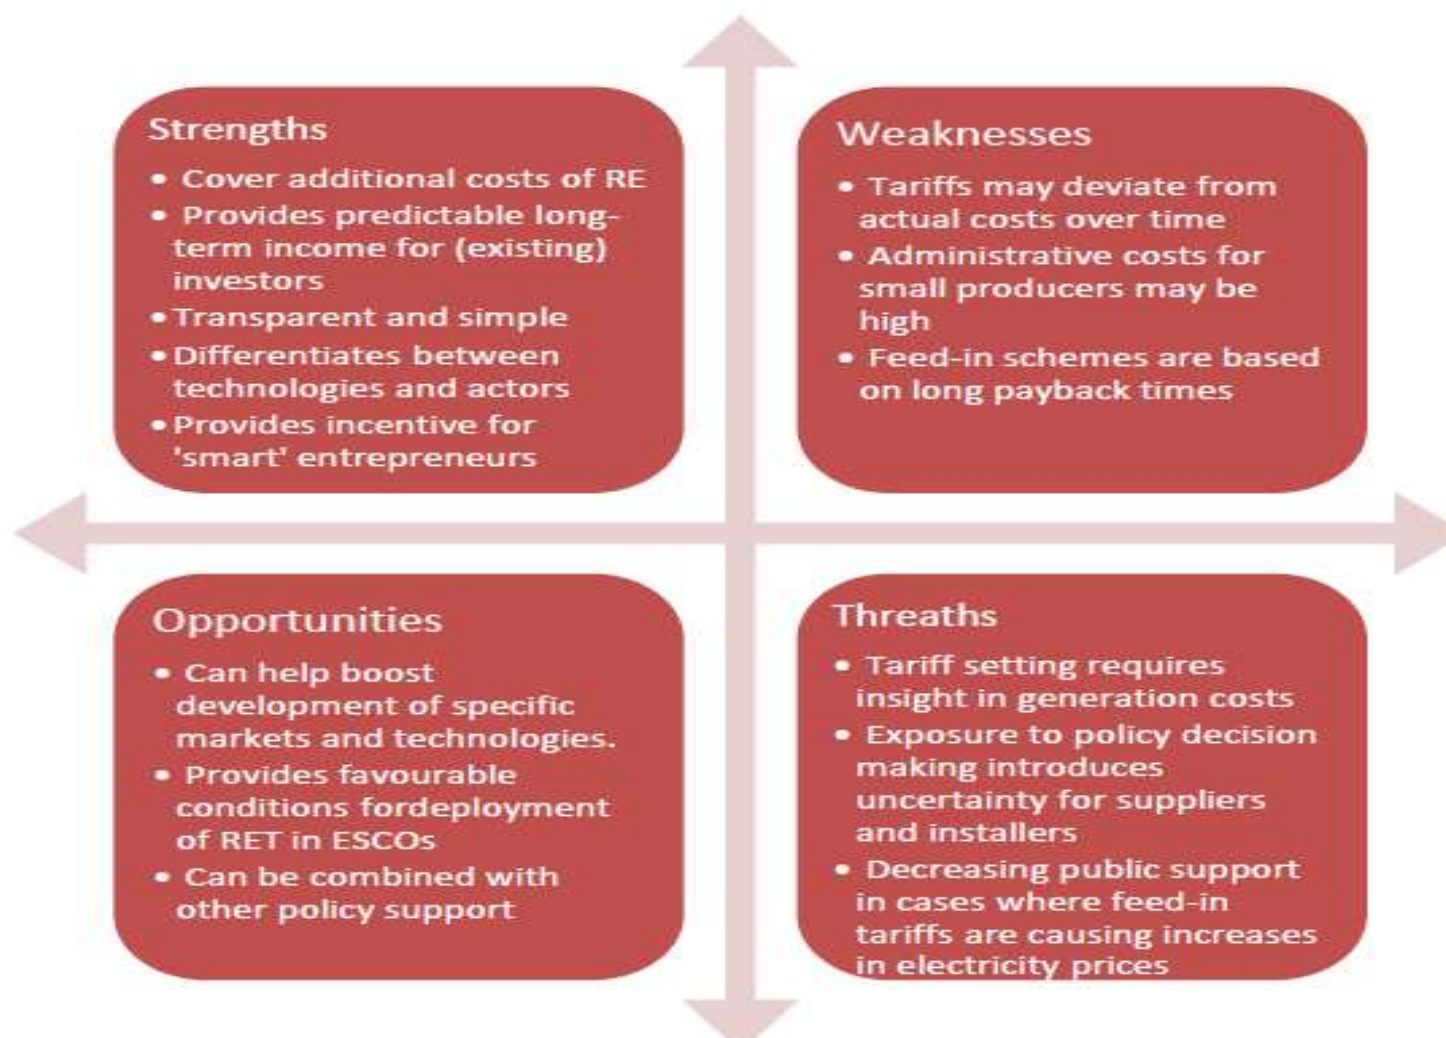 Strengths
• Cover additional costs of RE
• Provides predictable long-
term income for (existing)
investors
• Transparent and simple
• Differentiates between
technologies and actors
• Provides incentive for
'smart' entrepreneurs
Weaknesses
• Tariffs may deviate from
actual costs over time
• Administrative costs for
small producers may be
high
• Feed-in schemes are based
on long payback times
Opportunities
• Can help boost
development of specific
markets and technologies.
• Provides favourable
conditions fordeployment
of RET in ESCOs
• Can be combined with
other policy support
Threaths
• Tariff setting requires
insight in generation costs
• Exposure to policy decision
making introduces
uncertainty for suppliers
and installers
• Decreasing public support
in cases where feed-in
tariffs are causing increases
in electricity prices